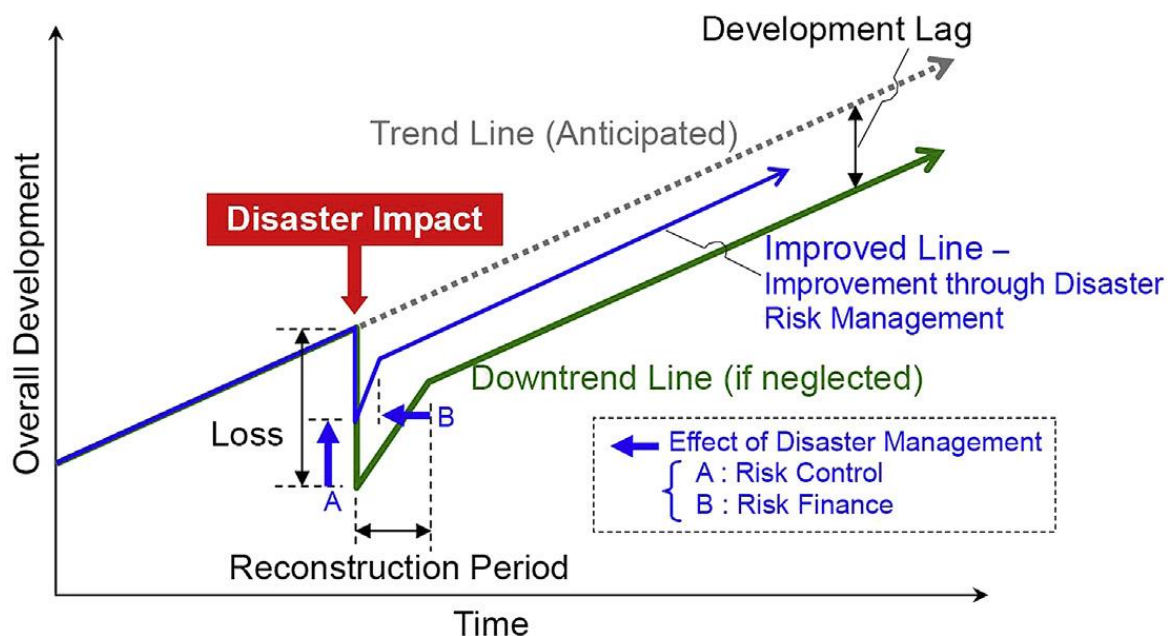 Development Lag
Trend Line (Anticipated)
Disaster Impact
Improved Line –
Improvement through Disaster
Risk Management
Overall Development
Downtrend Line (if neglected)
Loss
B
A
Effect of Disaster Management
A : Risk Control
B : Risk Finance
Reconstruction Period
Time